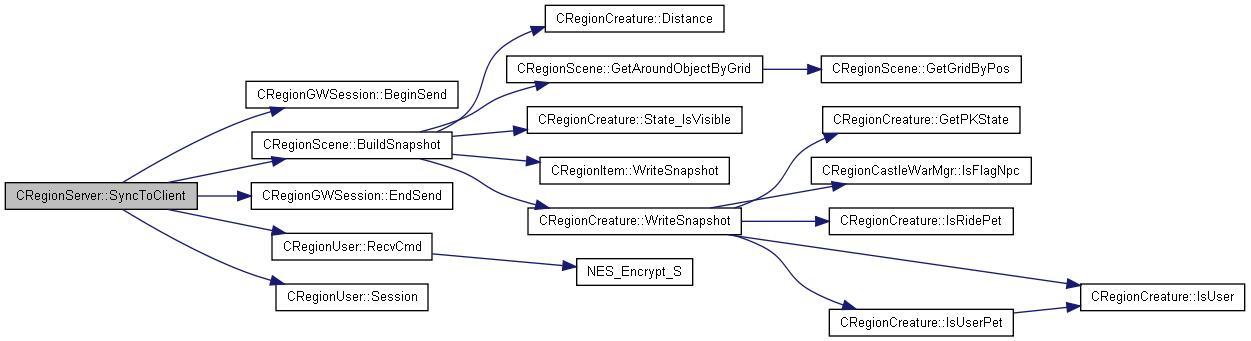 CRegionServer::SyncToClient
CRegionGWSession::BeginSend
CRegionScene::BuildSnapshot
CRegionGWSession::EndSend
CRegionUser::RecvCmd
CRegionUser::Session
CRegionCreature::Distance
CRegionScene::GetAroundObjectByGrid
CRegionCreature::State_IsVisible
CRegionItem::WriteSnapshot
CRegionCreature::WriteSnapshot
NES_Encrypt_S
CRegionScene::GetGridByPos
CRegionCreature::GetPKState
CRegionCastleWarMgr::IsFlagNpc
CRegionCreature::IsRidePet
CRegionCreature::IsUserPet
CRegionCreature::IsUser